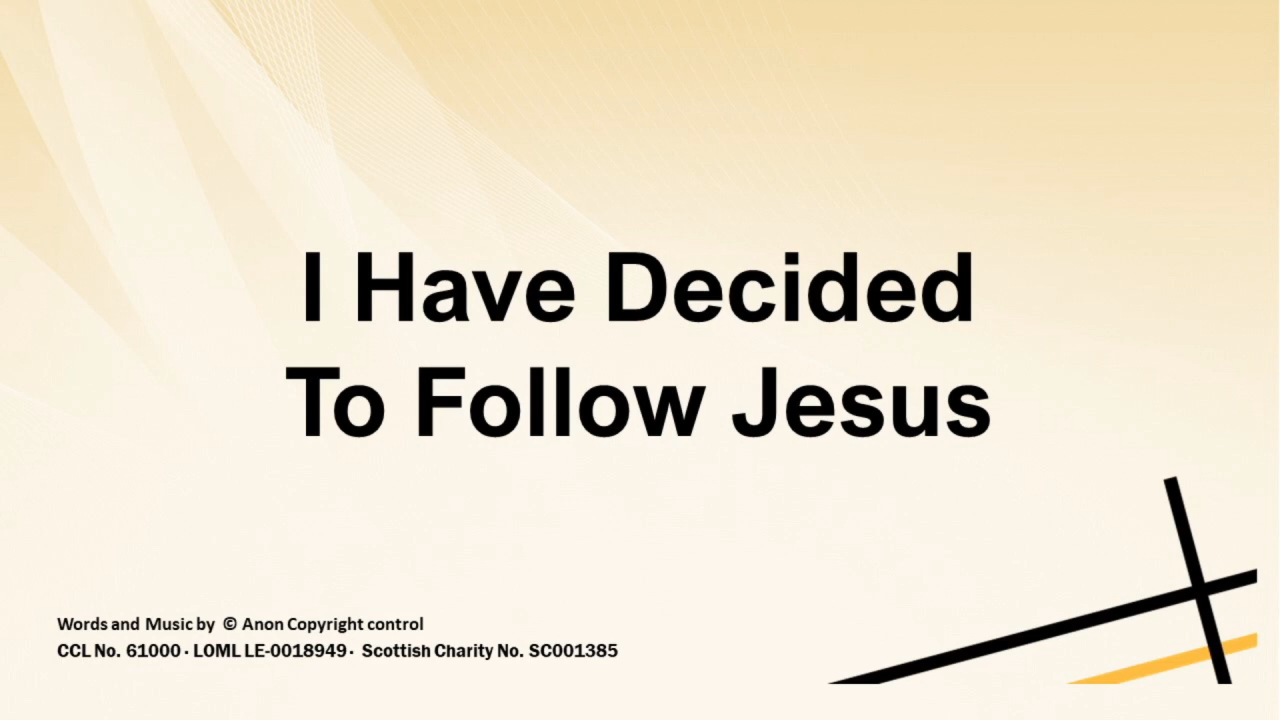 I Have Decided
To Follow Jesus
Words and Music by © Anon Copyright control
CCL No. 61000 · LOML LE-0018949 · Scottish Charity No. SC001385